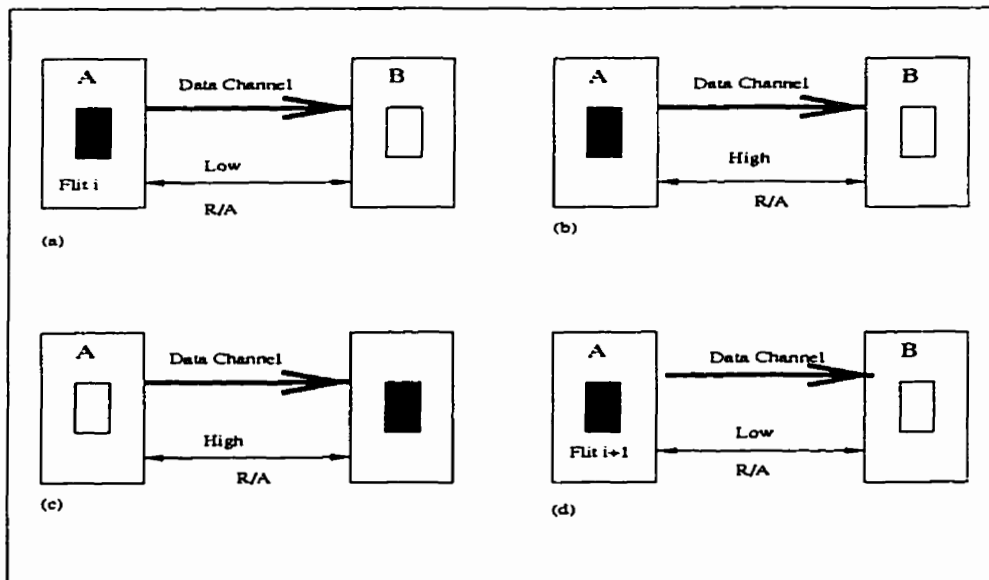 A
Data Channel
B
Low
Flit i
R/A
(a)
A
Data Channel
B
High
R/A
(b)
A
Data Channel
High
R/A
(c)
A
Data Channel
B
Low
Flit i+1
R/A
(d)